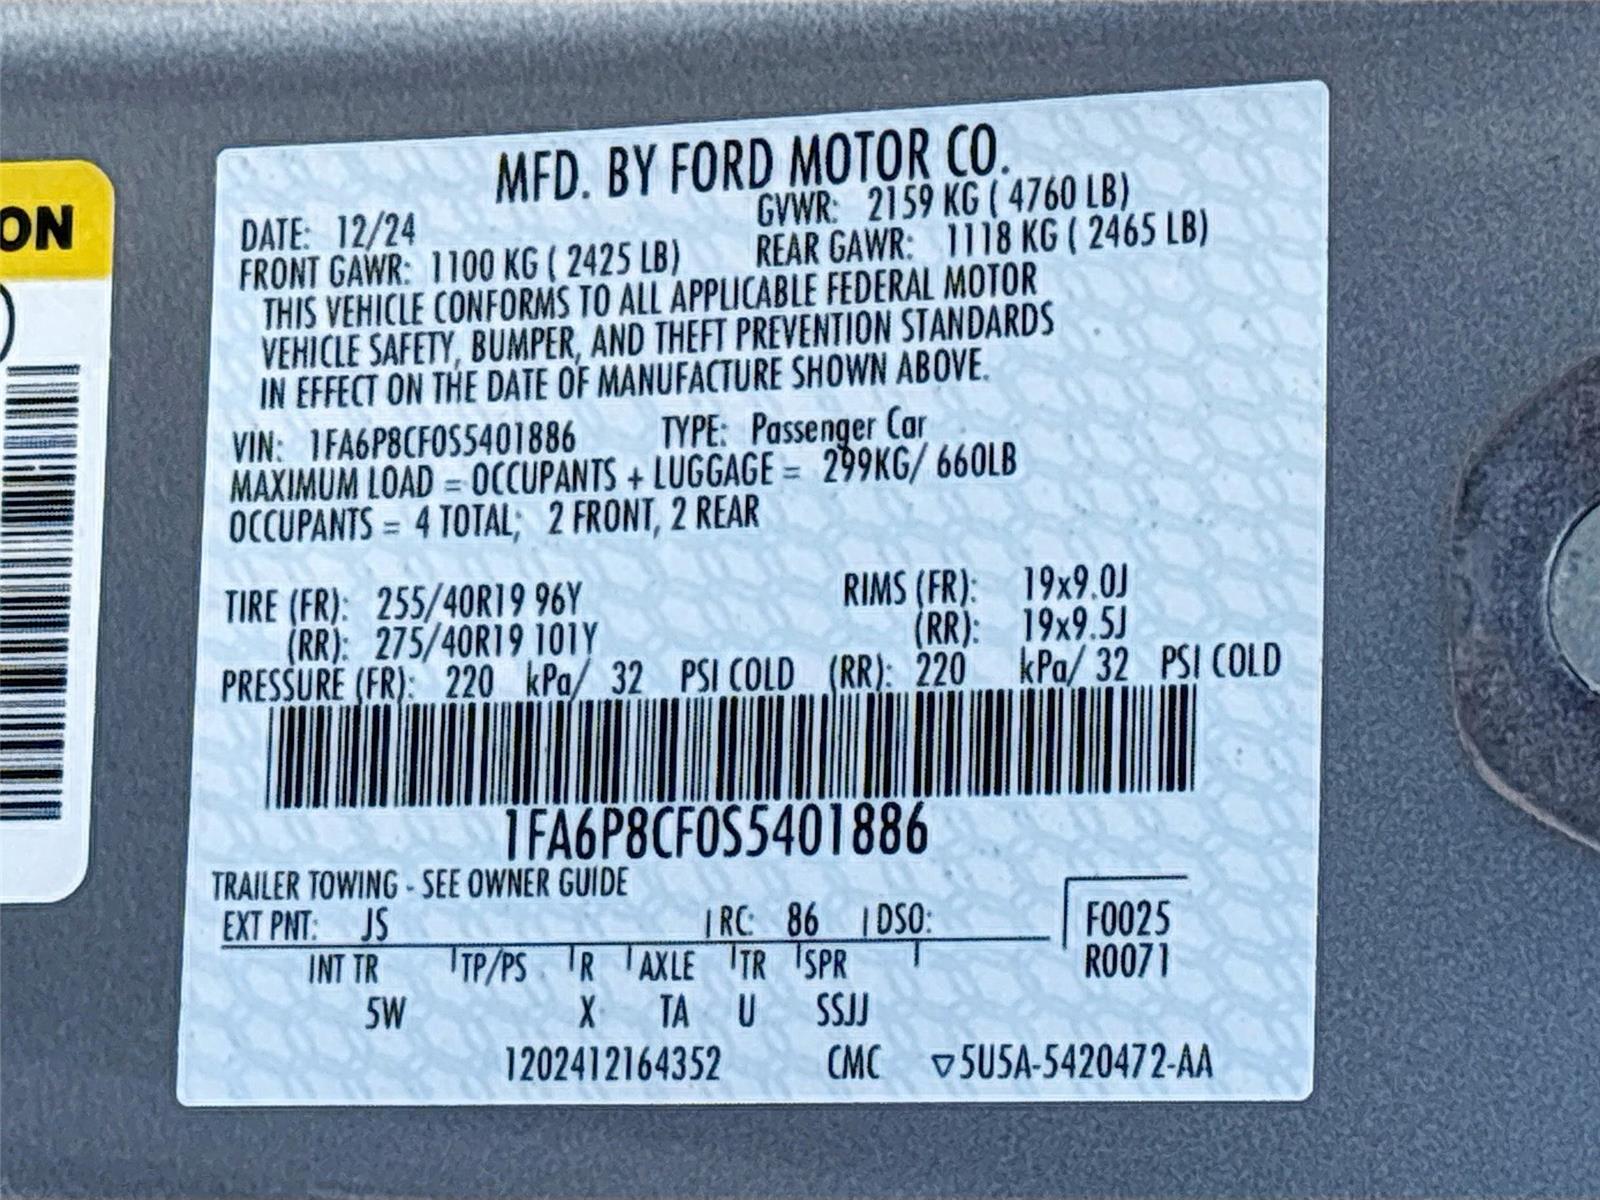 ON
MFD. BY FORD MOTOR CO.
DATE: 12/24 GVWR: 2159 KG ( 4760 LB)
FRONT GAWR: 1100 KG ( 2425 LB) REAR GAWR: 1118 KG ( 2465 LB)
THIS VEHICLE CONFORMS TO ALL APPLICABLE FEDERAL MOTOR
VEHICLE SAFETY, BUMPER, AND THEFT PREVENTION STANDARDS
IN EFFECT ON THE DATE OF MANUFACTURE SHOWN ABOVE.
VIN: 1FA6P8CF0S5401886 TYPE: Passenger Car
MAXIMUM LOAD = OCCUPANTS + LUGGAGE = 299KG/ 660LB
OCCUPANTS = 4 TOTAL; 2 FRONT, 2 REAR
TIRE (FR): 255/40R19 96Y RIMS (FR): 19x9.0J
(RR): 275/40R19 101Y (RR): 19x9.5J
PRESSURE (FR): 220 kPa/ 32 PSI COLD (RR): 220 kPa/ 32 PSI COLD
1FA6P8CF0S5401886
TRAILER TOWING - SEE OWNER GUIDE
EXT PNT: JS RC: 86 DSO: F0025
R0071
INT TR TP/PS R AXLE TR SPR
5W X TA U SSJJ
1202412164352 CMC ▽5U5A-5420472-AA